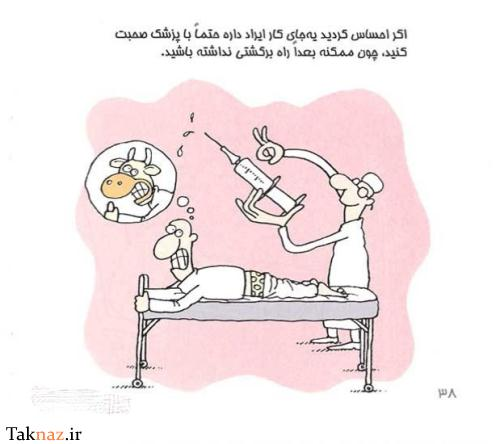 اگر احساس کردید یه‌جای کار ایراد داره حتماً با پزشک صحبت
کنید، چون ممکنه بعداً راه برگشتی نداشته باشید.
۳۸
Taknaz.ir